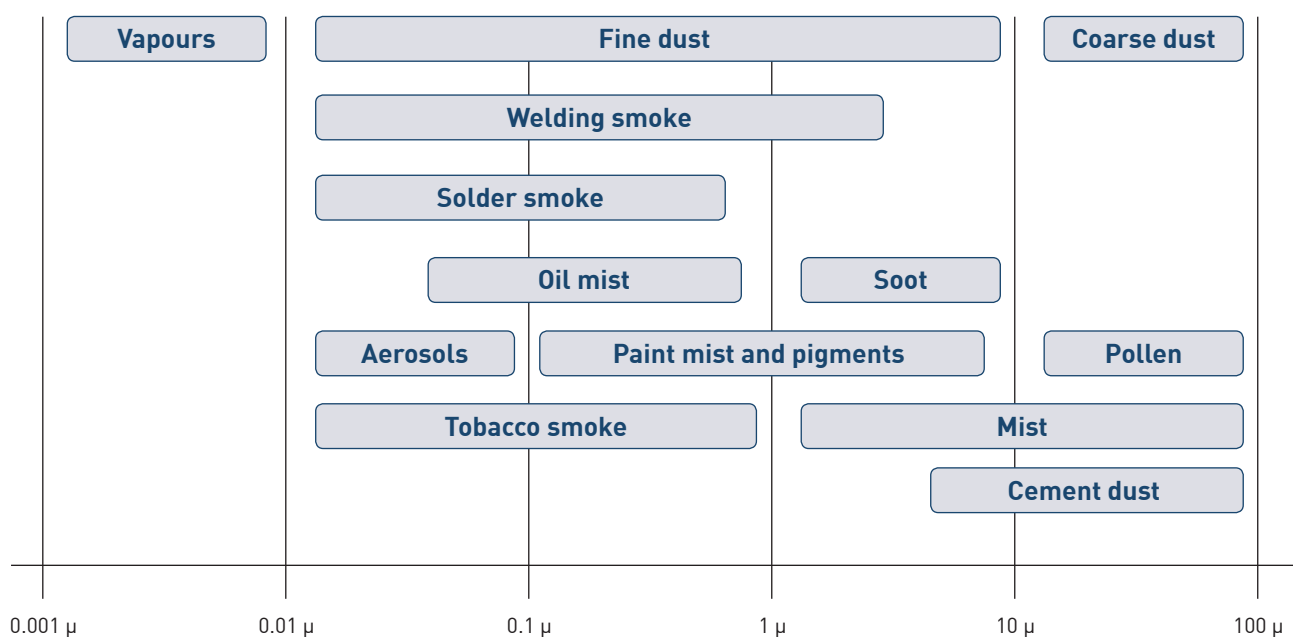 Vapours
Fine dust
Coarse dust
Welding smoke
Solder smoke
Oil mist
Soot
Aerosols
Paint mist and pigments
Pollen
Tobacco smoke
Mist
Cement dust
0.001 µ
0.01 µ
0.1 µ
1 µ
10 µ
100 µ